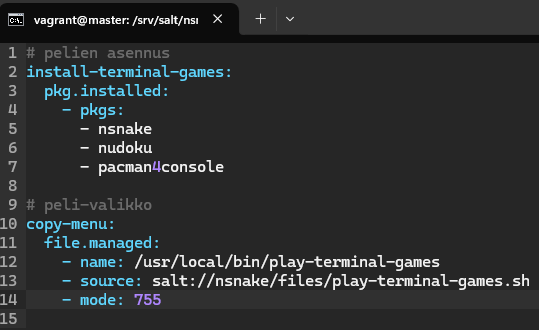 vagrant@master: /srv/salt/nsn
1 # pelien asennus
2 install-terminal-games:
3   pkg.installed:
4     - pkgs:
5       - nsnake
6       - nudoku
7       - pacman4console
8
9 # peli-valikko
10 copy-menu:
11   file.managed:
12     - name: /usr/local/bin/play-terminal-games
13     - source: salt://nsnake/files/play-terminal-games.sh
14     - mode: 755
15